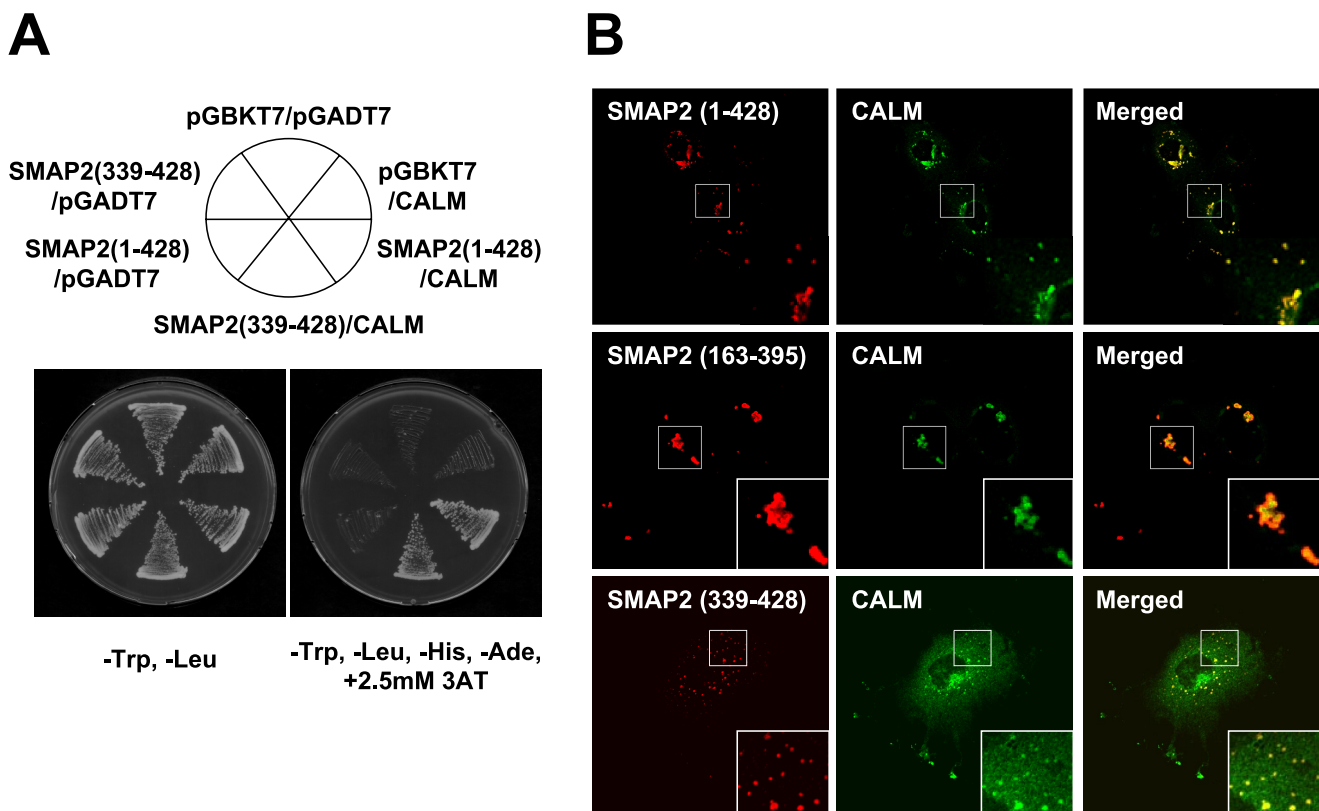 A
pGBKT7/pGADT7
SMAP2(339-428)
/pGADT7
pGBKT7
/CALM
SMAP2(1-428)
/pGADT7
SMAP2(1-428)
/CALM
SMAP2(339-428)/CALM
-Trp, -Leu
-Trp, -Leu, -His, -Ade,
+2.5mM 3AT
B
SMAP2 (1-428)
CALM
Merged
SMAP2 (163-395)
CALM
Merged
SMAP2 (339-428)
CALM
Merged